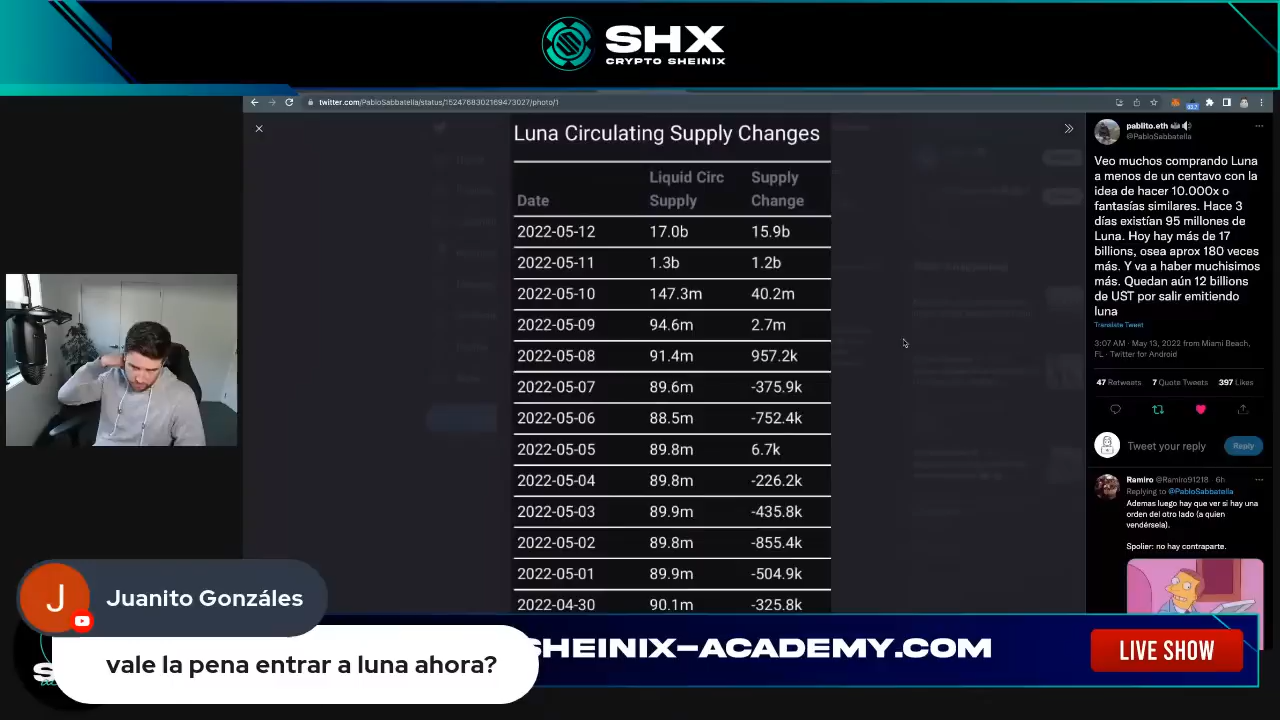 SHX
CRYPTO SHEINIX
twitter.com/PabloSabbatella/status/1524768302169473027/photo/1
Luna Circulating Supply Changes
Date Liquid Circ Supply Supply Change
2022-05-12 17.0b 15.9b
2022-05-11 1.3b 1.2b
2022-05-10 147.3m 40.2m
2022-05-09 94.6m 2.7m
2022-05-08 91.4m 957.2k
2022-05-07 89.6m -375.9k
2022-05-06 88.5m -752.4k
2022-05-05 89.8m 6.7k
2022-05-04 89.8m -226.2k
2022-05-03 89.9m -435.8k
2022-05-02 89.8m -855.4k
2022-05-01 89.9m -504.9k
2022-04-30 90.1m -325.8k
pablito.eth
@PabloSabbatella
Veo muchos comprando Luna
a menos de un centavo con la
idea de hacer 10.000x o
fantasías similares. Hace 3
días existían 95 millones de
Luna. Hoy hay más de 17
billions, osea aprox 180 veces
más. Y va a haber muchisimos
más. Quedan aún 12 billions
de UST por salir emitiendo
luna
Translate Tweet
3:07 AM · May 13, 2022 from Miami Beach,
FL · Twitter for Android
47 Retweets 7 Quote Tweets 397 Likes
Tweet your reply
Reply
Ramiro @Ramiro91218 · 6h
Replying to @PabloSabbatella
Ademas luego hay que ver si hay una
orden del otro lado (a quien
vendérsela).
Spolier: no hay contraparte.
J
Juanito Gonzáles
vale la pena entrar a luna ahora?
SHEINIX-ACADEMY.COM
LIVE SHOW